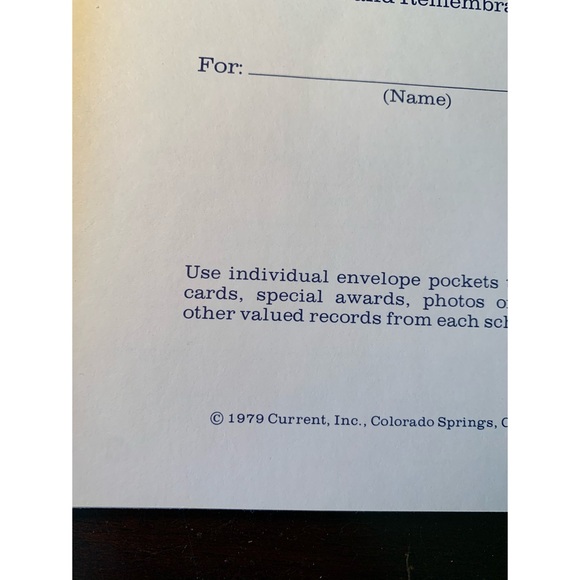 For:
(Name)
Use individual envelope pockets
cards, special awards, photos
other valued records from each
© 1979 Current, Inc., Colorado Springs,